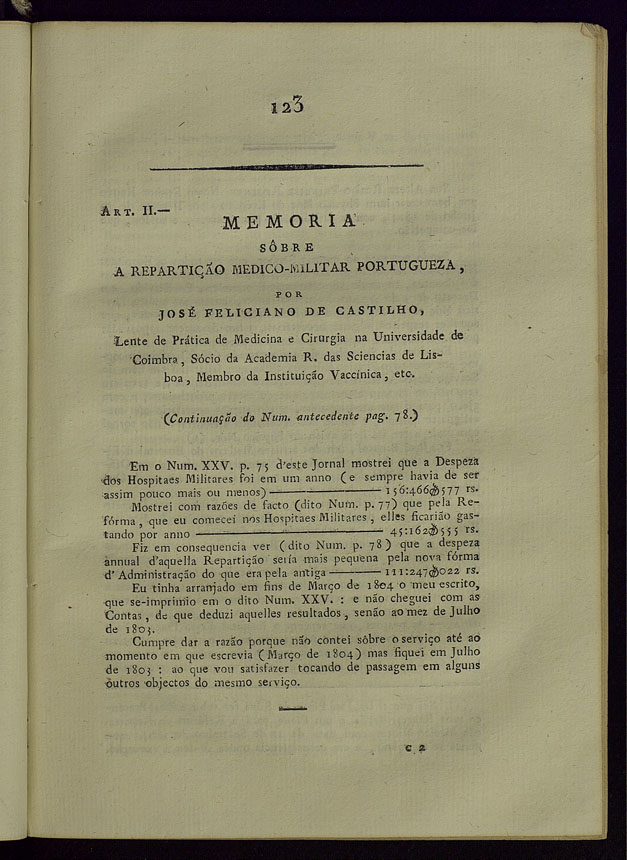 123
ART. II.—
MEMORIA
SÔBRE
A REPARTIÇÃO MEDICO-MILITAR PORTUGUEZA,
POR
JOSÉ FELICIANO DE CASTILHO,
Lente de Prática de Medicina e Cirurgia na Universidade de
Coimbra, Sócio da Academia R. das Sciencias de Lis-
boa, Membro da Instituição Vaccínica, etc.
(Continuação do Num. antecedente pag. 78.)
Em o Num. XXV. p. 75 d'este Jornal mostrei que a Despeza
dos Hospitaes Militares foi em um anno (e sempre havia de ser
assim pouco mais ou menos) ——— 156:466$577 rs.
Mostrei com razões de facto (dito Num. p. 77) que pela Re-
fórma, que eu comecei nos Hospitaes Militares, elles ficarião gas-
tando por anno ——— 45:162$555 rs.
Fiz em consequencia ver (dito Num. p. 78) que a despeza
annual d'aquella Repartição sería mais pequena pela nova fórma
d'Administração do que era pela antiga ——— 111:247$022 rs.
Eu tinha arranjado em fins de Março de 1804 o meu escrito,
que se-imprimio em o dito Num. XXV. : e não cheguei com as
Contas, de que deduzi aquelles resultados, senão ao mez de Julho
de 1803.
Cumpre dar a razão porque não contei sôbre o serviço até ao
momento em que escrevia (Março de 1804) mas fiquei em Julho
de 1803 : ao que vou satisfazer tocando de passagem em alguns
outros objectos do mesmo serviço.
C 2